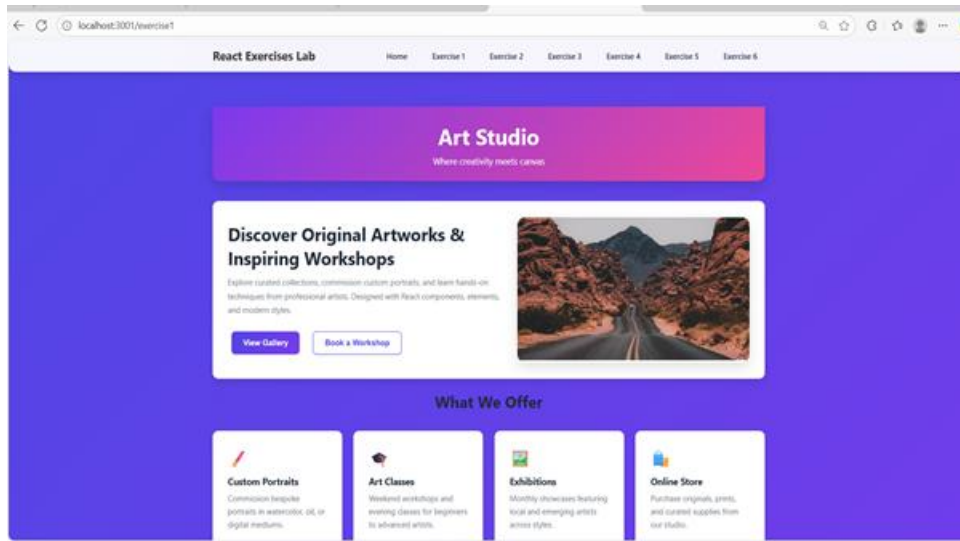 localhost:3001/exercise1
React Exercises Lab
Home Exercise 1 Exercise 2 Exercise 3 Exercise 4 Exercise 5 Exercise 6
Art Studio
Where creativity meets canvas
Discover Original Artworks &
Inspiring Workshops
Explore curated collections, commission custom portraits, and learn hands-on
techniques from professional artists. Designed with React components, elements,
and modern styles.
View Gallery Book a Workshop
What We Offer
Custom Portraits
Commission bespoke
portraits in watercolor, oil, or
digital mediums.
Art Classes
Weekend workshops and
evening classes for beginners
to advanced artists.
Exhibitions
Monthly showcases featuring
local and emerging artists
across styles.
Online Store
Purchase originals, prints,
and curated supplies from
our studio.